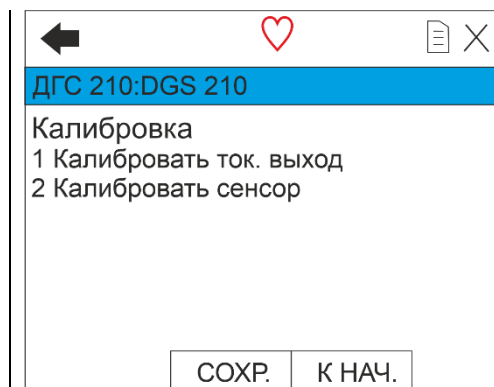 ДГС 210:DGS 210
Калибровка
1 Калибровать ток. выход
2 Калибровать сенсор
СОХР. К НАЧ.